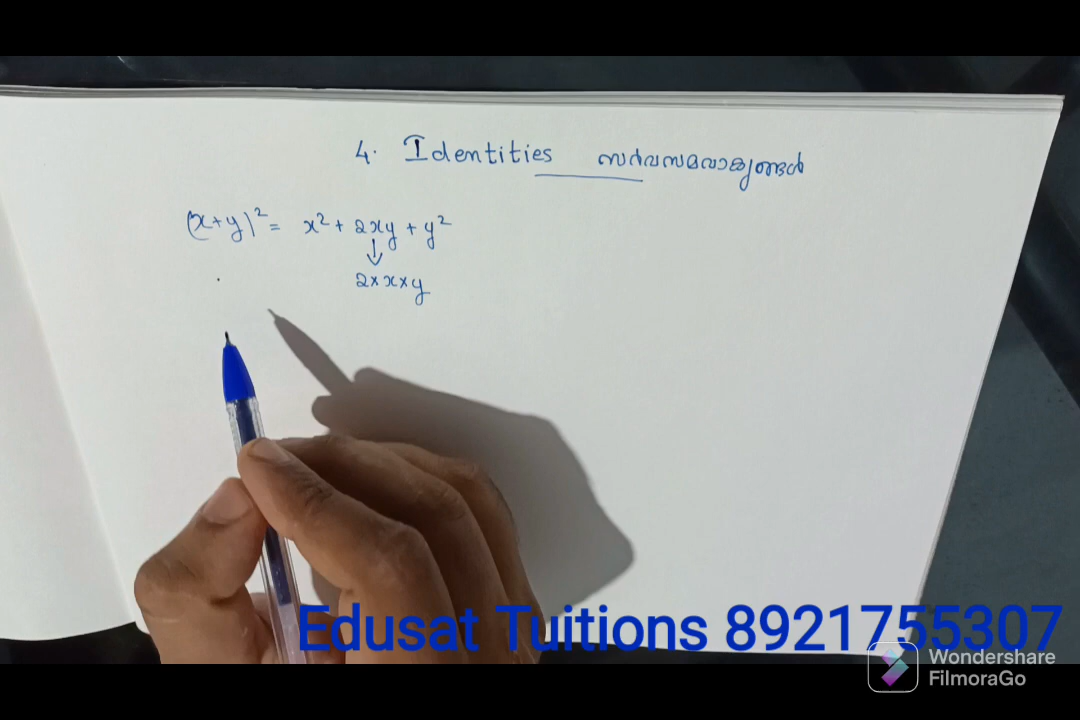 4. Identities സർവസമവാക്യങ്ങൾ
(x+y)² = x² + 2xy + y²
↓
2×x×y
Edusat Tuitions 8921755307
Wondershare
FilmoraGo